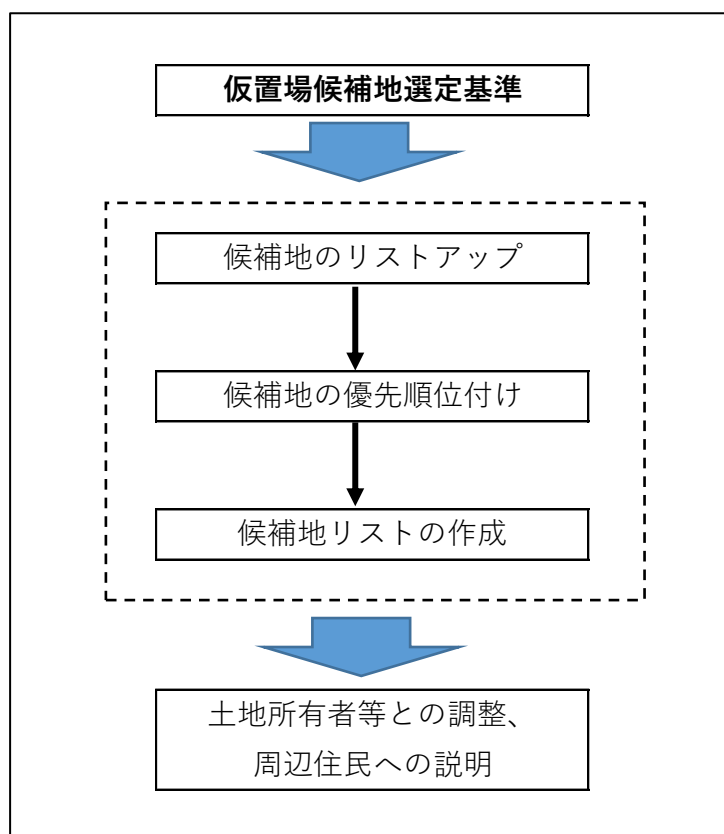 仮置場候補地選定基準
候補地のリストアップ
候補地の優先順位付け
候補地リストの作成
土地所有者等との調整、
周辺住民への説明